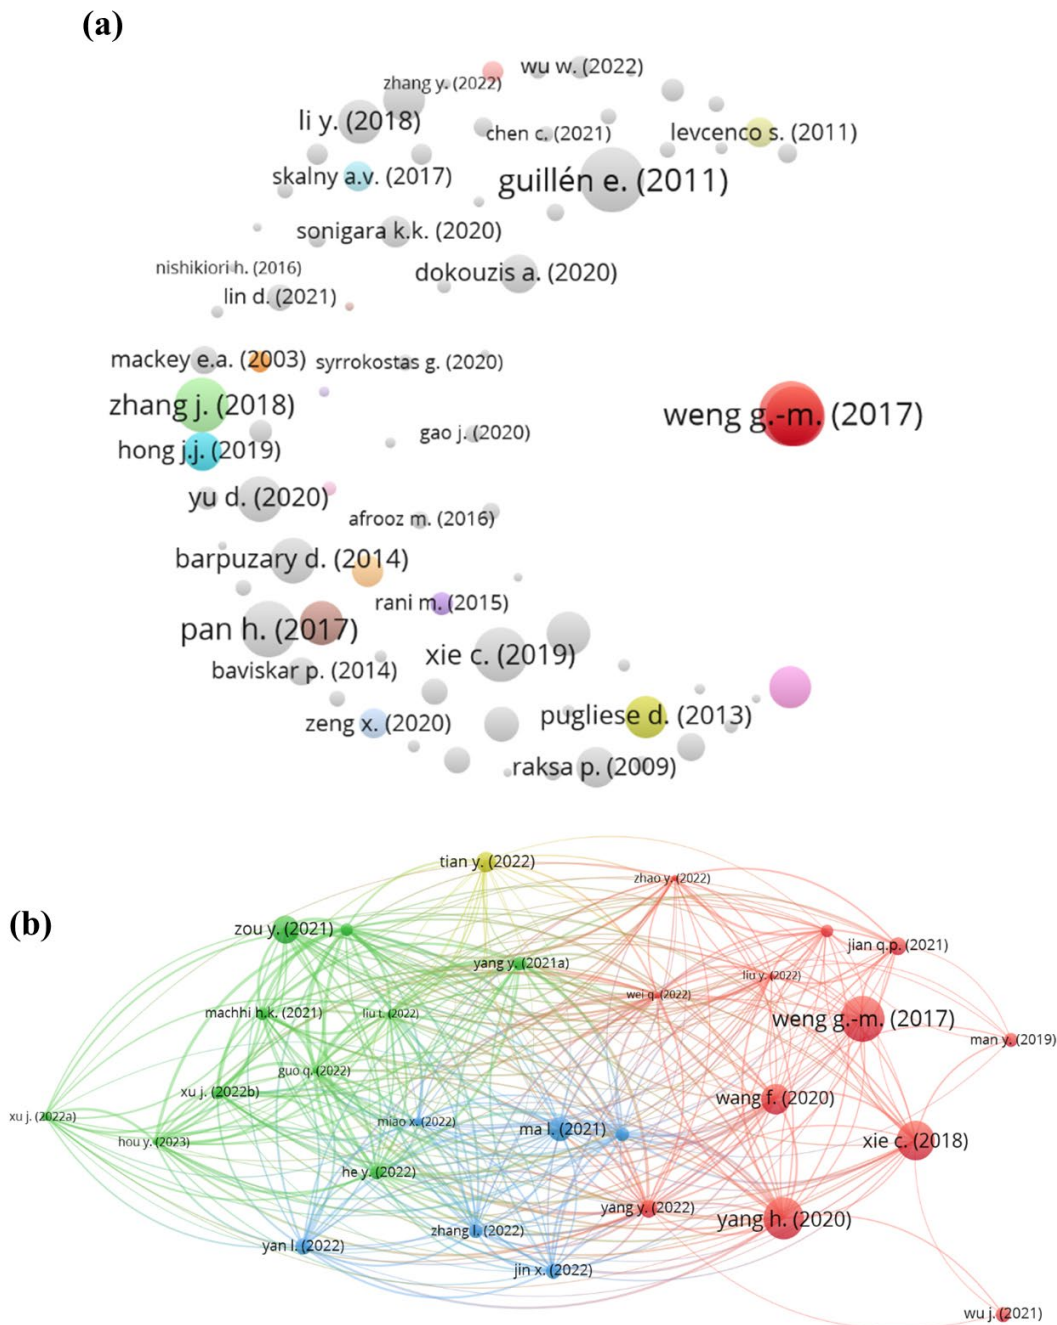 (a)
wu w. (2022)
zhang y. (2022)
li y. (2018)
chen c. (2021)
levcenco s. (2011)
skalny a.v. (2017)
guillén e. (2011)
sonigara k.k. (2020)
nishikiori h. (2016)
dokouzis a. (2020)
lin d. (2021)
mackey e.a. (2003)
syrrokostas g. (2020)
zhang j. (2018)
weng g.-m. (2017)
gao j. (2020)
hong j.j. (2019)
yu d. (2020)
afrooz m. (2016)
barpuzary d. (2014)
rani m. (2015)
pan h. (2017)
xie c. (2019)
baviskar p. (2014)
zeng x. (2020)
pugliese d. (2013)
raksa p. (2009)
(b)
tian y. (2022)
zhao y. (2022)
zou y. (2021)
jian q.p. (2021)
yang y. (2021a)
liu y. (2022)
wei q. (2022)
machhi h.k. (2021)
liu t. (2022)
weng g.-m. (2017)
man y. (2019)
guo q. (2022)
xu j. (2022b)
wang f. (2020)
xu j. (2022a)
miao x. (2022)
ma l. (2021)
hou y. (2023)
xie c. (2018)
he y. (2022)
yang y. (2022)
yang h. (2020)
zhang l. (2022)
yan l. (2022)
jin x. (2022)
wu j. (2021)